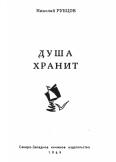 Николай РУБЦОВ
ДУША
ХРАНИТ
Северо-Западное книжное издательство
1969